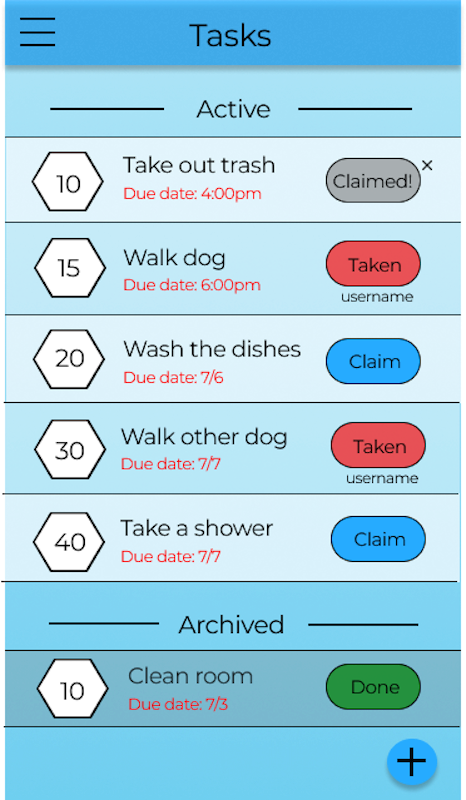 Tasks
Active
10
Take out trash
Due date: 4:00pm
Claimed!
×
15
Walk dog
Due date: 6:00pm
Taken
username
20
Wash the dishes
Due date: 7/6
Claim
30
Walk other dog
Due date: 7/7
Taken
username
40
Take a shower
Due date: 7/7
Claim
Archived
10
Clean room
Due date: 7/3
Done
+